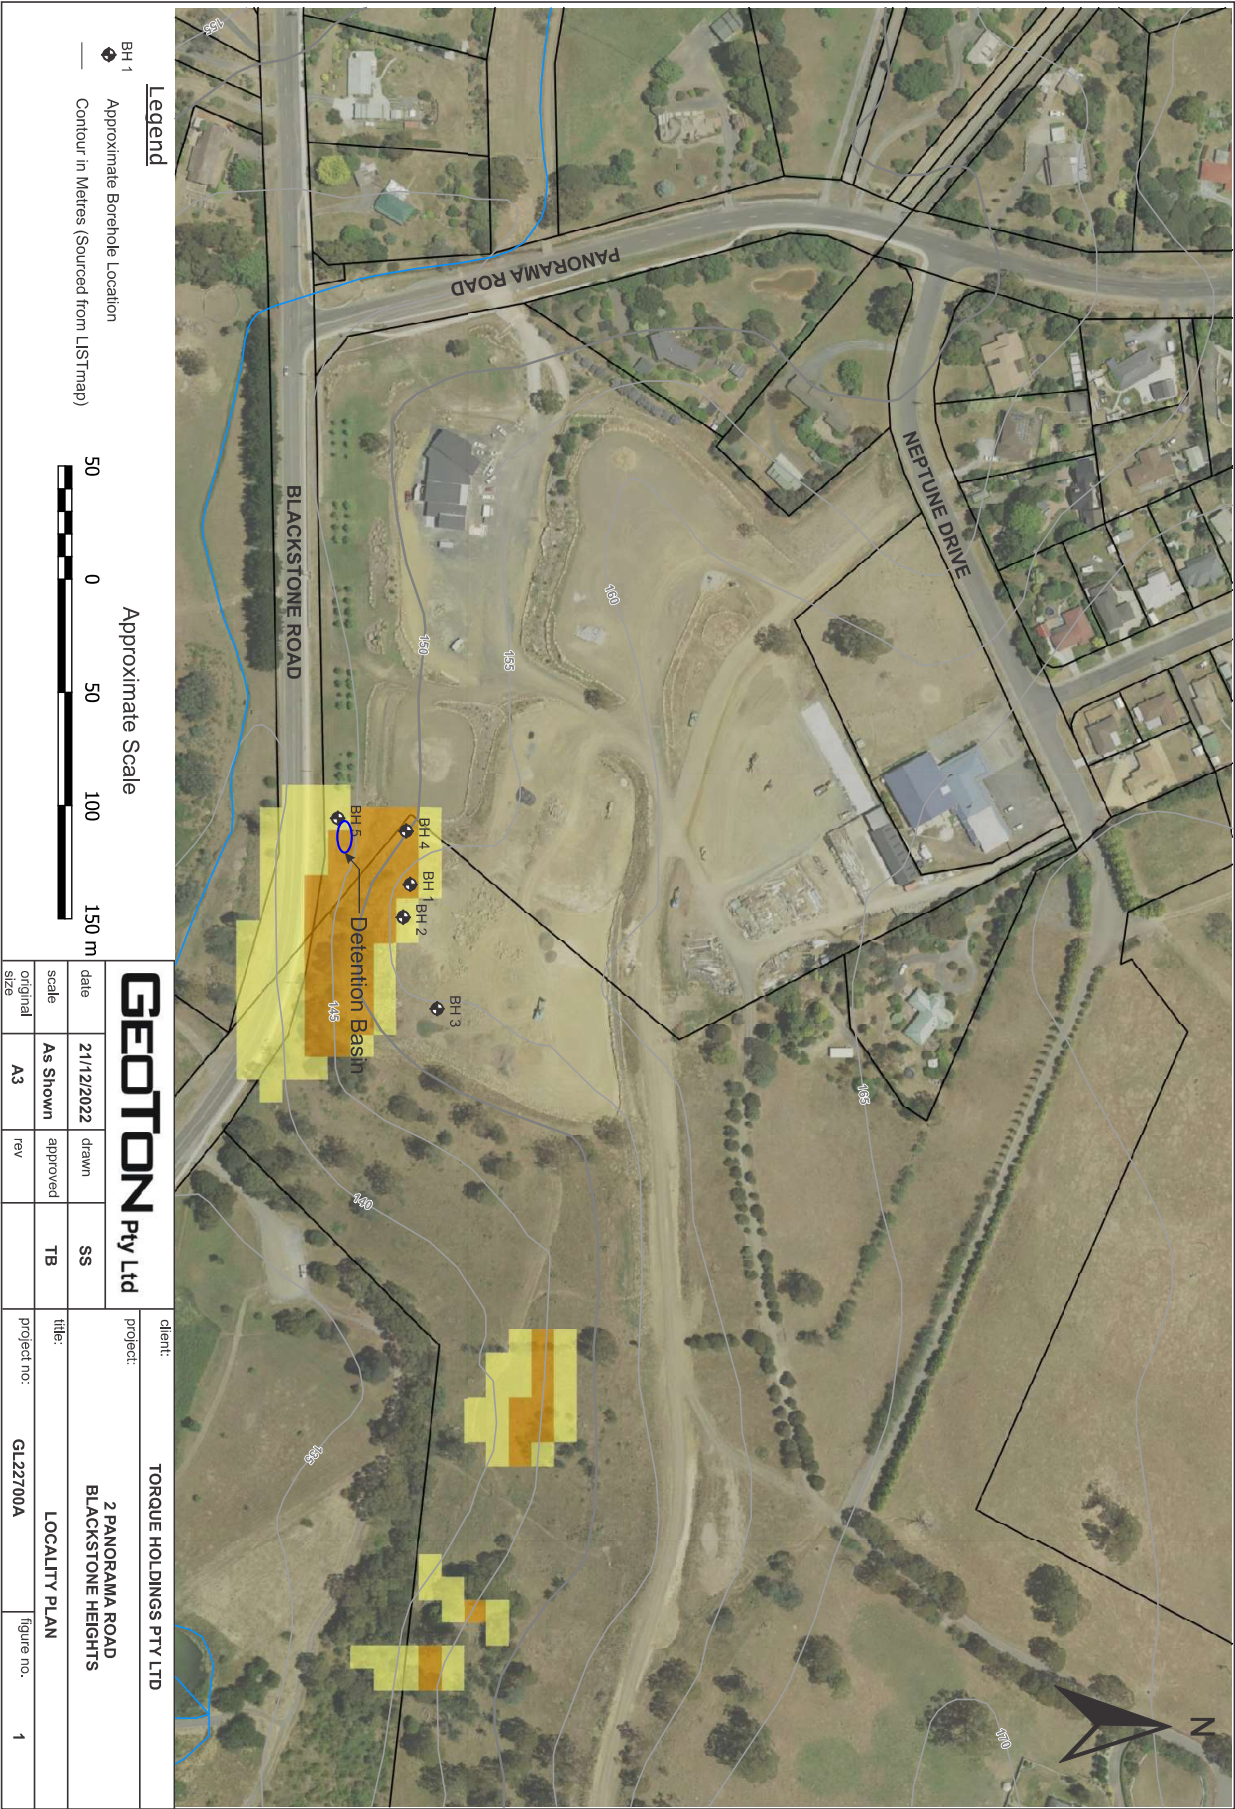 N
NEPTUNE DRIVE
PANORAMA ROAD
BLACKSTONE ROAD
155
160
155
150
165
170
145
140
135
BH 4
BH 1
BH 2
BH 3
BH 5
Detention Basin
Legend
BH 1
Approximate Borehole Location
Contour in Metres (Sourced from LISTmap)
Approximate Scale
50 0 50 100 150 m
GEOTON Pty Ltd
date 21/12/2022 drawn SS
scale As Shown approved TB
original size A3 rev
client: TORQUE HOLDINGS PTY LTD
project: 2 PANORAMA ROAD
BLACKSTONE HEIGHTS
title: LOCALITY PLAN
project no: GL22700A figure no. 1